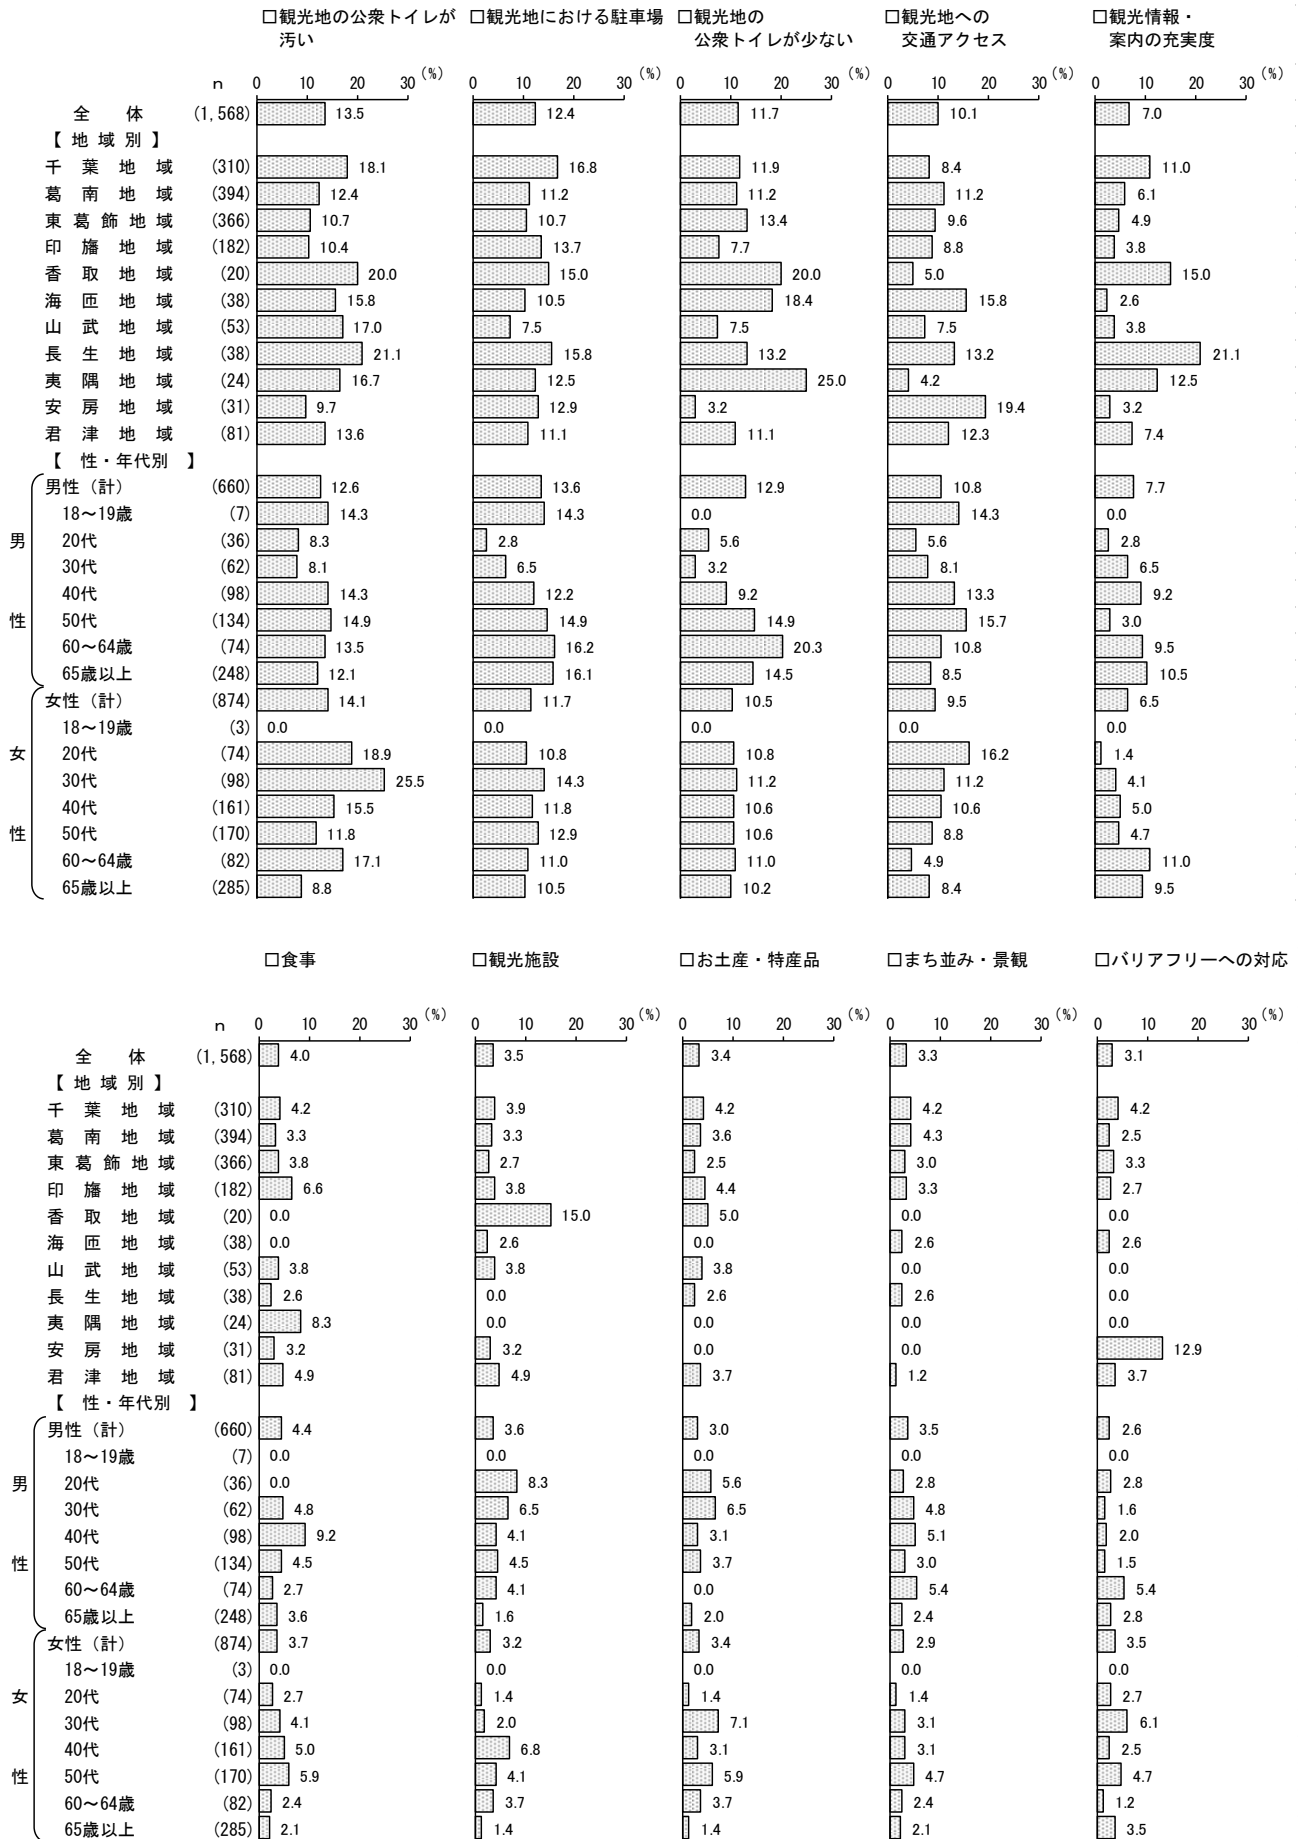 □観光地の公衆トイレが □観光地における駐車場 □観光地の □観光地への □観光情報・
汚い 公衆トイレが少ない 交通アクセス 案内の充実度
n 0 10 20 30 (%) 0 10 20 30 (%) 0 10 20 30 (%) 0 10 20 30 (%) 0 10 20 30 (%)
全体 (1,568) 13.5 12.4 11.7 10.1 7.0
【地域別】
千葉地域 (310) 18.1 16.8 11.9 8.4 11.0
葛南地域 (394) 12.4 11.2 11.2 11.2 6.1
東葛飾地域 (366) 10.7 10.7 13.4 9.6 4.9
印旛地域 (182) 10.4 13.7 7.7 8.8 3.8
香取地域 (20) 20.0 15.0 20.0 5.0 15.0
海匝地域 (38) 15.8 10.5 18.4 15.8 2.6
山武地域 (53) 17.0 7.5 7.5 7.5 3.8
長生地域 (38) 21.1 15.8 13.2 13.2 21.1
夷隅地域 (24) 16.7 12.5 25.0 4.2 12.5
安房地域 (31) 9.7 12.9 3.2 19.4 3.2
君津地域 (81) 13.6 11.1 11.1 12.3 7.4
【 性・年代別 】
男性（計） (660) 12.6 13.6 12.9 10.8 7.7
18～19歳 (7) 14.3 14.3 0.0 14.3 0.0
男 20代 (36) 8.3 2.8 5.6 5.6 2.8
30代 (62) 8.1 6.5 3.2 8.1 6.5
40代 (98) 14.3 12.2 9.2 13.3 9.2
性 50代 (134) 14.9 14.9 14.9 15.7 3.0
60～64歳 (74) 13.5 16.2 20.3 10.8 9.5
65歳以上 (248) 12.1 16.1 14.5 8.5 10.5
女性（計） (874) 14.1 11.7 10.5 9.5 6.5
18～19歳 (3) 0.0 0.0 0.0 0.0 0.0
女 20代 (74) 18.9 10.8 10.8 16.2 1.4
30代 (98) 25.5 14.3 11.2 11.2 4.1
40代 (161) 15.5 11.8 10.6 10.6 5.0
性 50代 (170) 11.8 12.9 10.6 8.8 4.7
60～64歳 (82) 17.1 11.0 11.0 4.9 11.0
65歳以上 (285) 8.8 10.5 10.2 8.4 9.5
□食事 □観光施設 □お土産・特産品 □まち並み・景観 □バリアフリーへの対応
n 0 10 20 30 (%) 0 10 20 30 (%) 0 10 20 30 (%) 0 10 20 30 (%) 0 10 20 30 (%)
全体 (1,568) 4.0 3.5 3.4 3.3 3.1
【地域別】
千葉地域 (310) 4.2 3.9 4.2 4.2 4.2
葛南地域 (394) 3.3 3.3 3.6 4.3 2.5
東葛飾地域 (366) 3.8 2.7 2.5 3.0 3.3
印旛地域 (182) 6.6 3.8 4.4 3.3 2.7
香取地域 (20) 0.0 15.0 5.0 0.0 0.0
海匝地域 (38) 0.0 2.6 0.0 2.6 2.6
山武地域 (53) 3.8 3.8 3.8 0.0 0.0
長生地域 (38) 2.6 0.0 2.6 2.6 0.0
夷隅地域 (24) 8.3 0.0 0.0 0.0 0.0
安房地域 (31) 3.2 3.2 0.0 0.0 12.9
君津地域 (81) 4.9 4.9 3.7 1.2 3.7
【 性・年代別 】
男性（計） (660) 4.4 3.6 3.0 3.5 2.6
18～19歳 (7) 0.0 0.0 0.0 0.0 0.0
男 20代 (36) 0.0 8.3 5.6 2.8 2.8
30代 (62) 4.8 6.5 6.5 4.8 1.6
40代 (98) 9.2 4.1 3.1 5.1 2.0
性 50代 (134) 4.5 4.5 3.7 3.0 1.5
60～64歳 (74) 2.7 4.1 0.0 5.4 5.4
65歳以上 (248) 3.6 1.6 2.0 2.4 2.8
女性（計） (874) 3.7 3.2 3.4 2.9 3.5
18～19歳 (3) 0.0 0.0 0.0 0.0 0.0
女 20代 (74) 2.7 1.4 1.4 1.4 2.7
30代 (98) 4.1 2.0 7.1 3.1 6.1
40代 (161) 5.0 6.8 3.1 3.1 2.5
性 50代 (170) 5.9 4.1 5.9 4.7 4.7
60～64歳 (82) 2.4 3.7 3.7 2.4 1.2
65歳以上 (285) 2.1 1.4 1.4 2.1 3.5